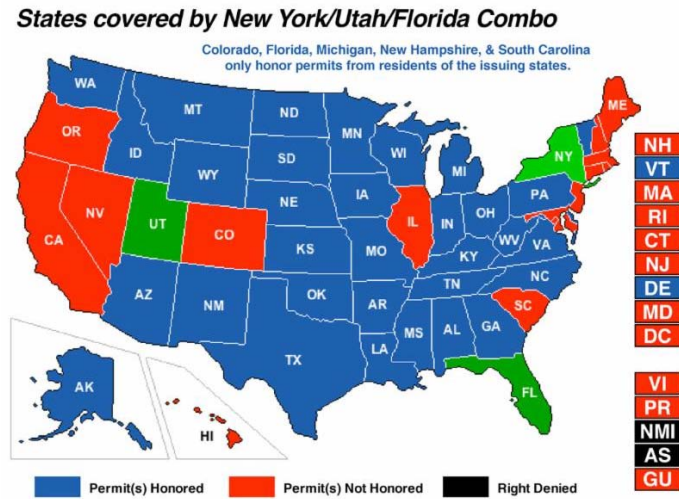 States covered by New York/Utah/Florida Combo
Colorado, Florida, Michigan, New Hampshire, & South Carolina
only honor permits from residents of the issuing states.
WA
MT
ND
MN
ME
OR
ID
SD
WI
NY
WY
MI
IA
PA
NE
NV
UT
CO
IL
IN
OH
CA
KS
MO
WV
VA
KY
NC
TN
AZ
NM
OK
AR
SC
MS
AL
GA
TX
LA
FL
AK
HI
NH
VT
MA
RI
CT
NJ
DE
MD
DC
VI
PR
NMI
AS
GU
Permit(s) Honored
Permit(s) Not Honored
Right Denied